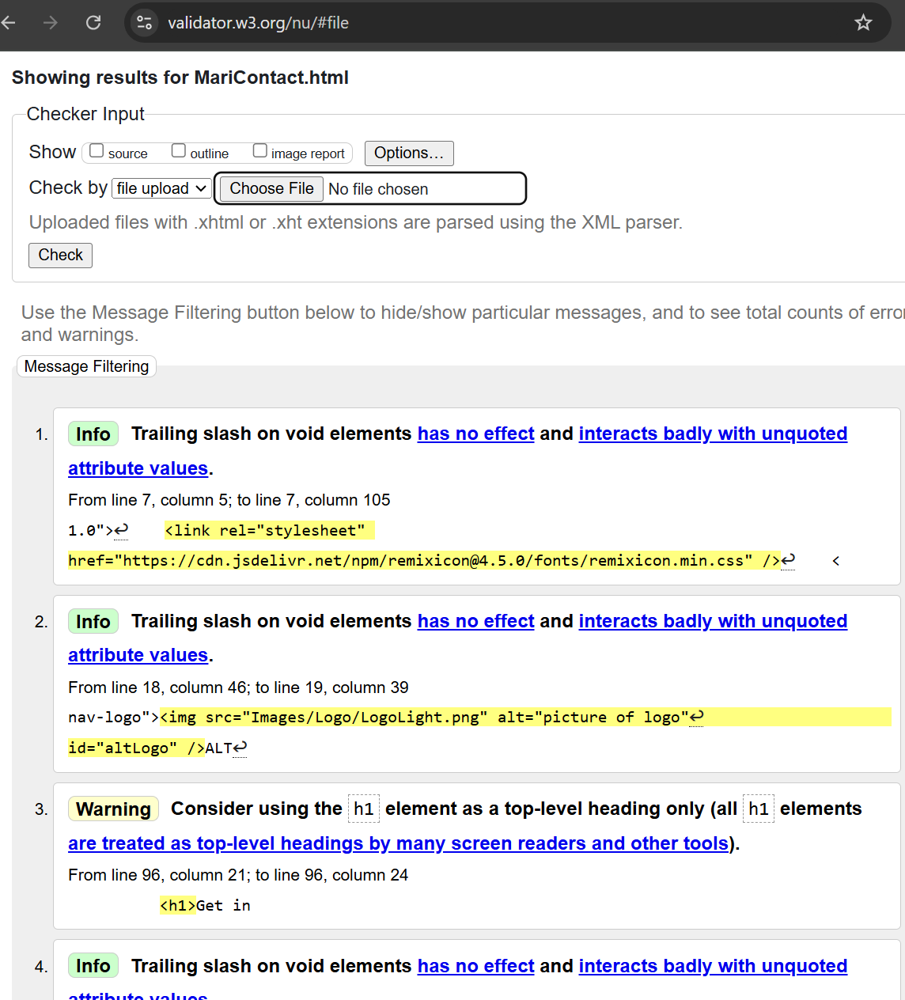 validator.w3.org/nu/#file
Showing results for MariContact.html
Checker Input
Show source outline image report Options…
Check by file upload Choose File No file chosen
Uploaded files with .xhtml or .xht extensions are parsed using the XML parser.
Check
Use the Message Filtering button below to hide/show particular messages, and to see total counts of error
and warnings.
Message Filtering
1. Info Trailing slash on void elements has no effect and interacts badly with unquoted
attribute values.
From line 7, column 5; to line 7, column 105
1.0">↩ <link rel="stylesheet"
href="https://cdn.jsdelivr.net/npm/remixicon@4.5.0/fonts/remixicon.min.css" />↩ <
2. Info Trailing slash on void elements has no effect and interacts badly with unquoted
attribute values.
From line 18, column 46; to line 19, column 39
nav-logo"><img src="Images/Logo/LogoLight.png" alt="picture of logo"↩
id="altLogo" />ALT↩
3. Warning Consider using the h1 element as a top-level heading only (all h1 elements
are treated as top-level headings by many screen readers and other tools).
From line 96, column 21; to line 96, column 24
<h1>Get in
4. Info Trailing slash on void elements has no effect and interacts badly with unquoted
attribute values.